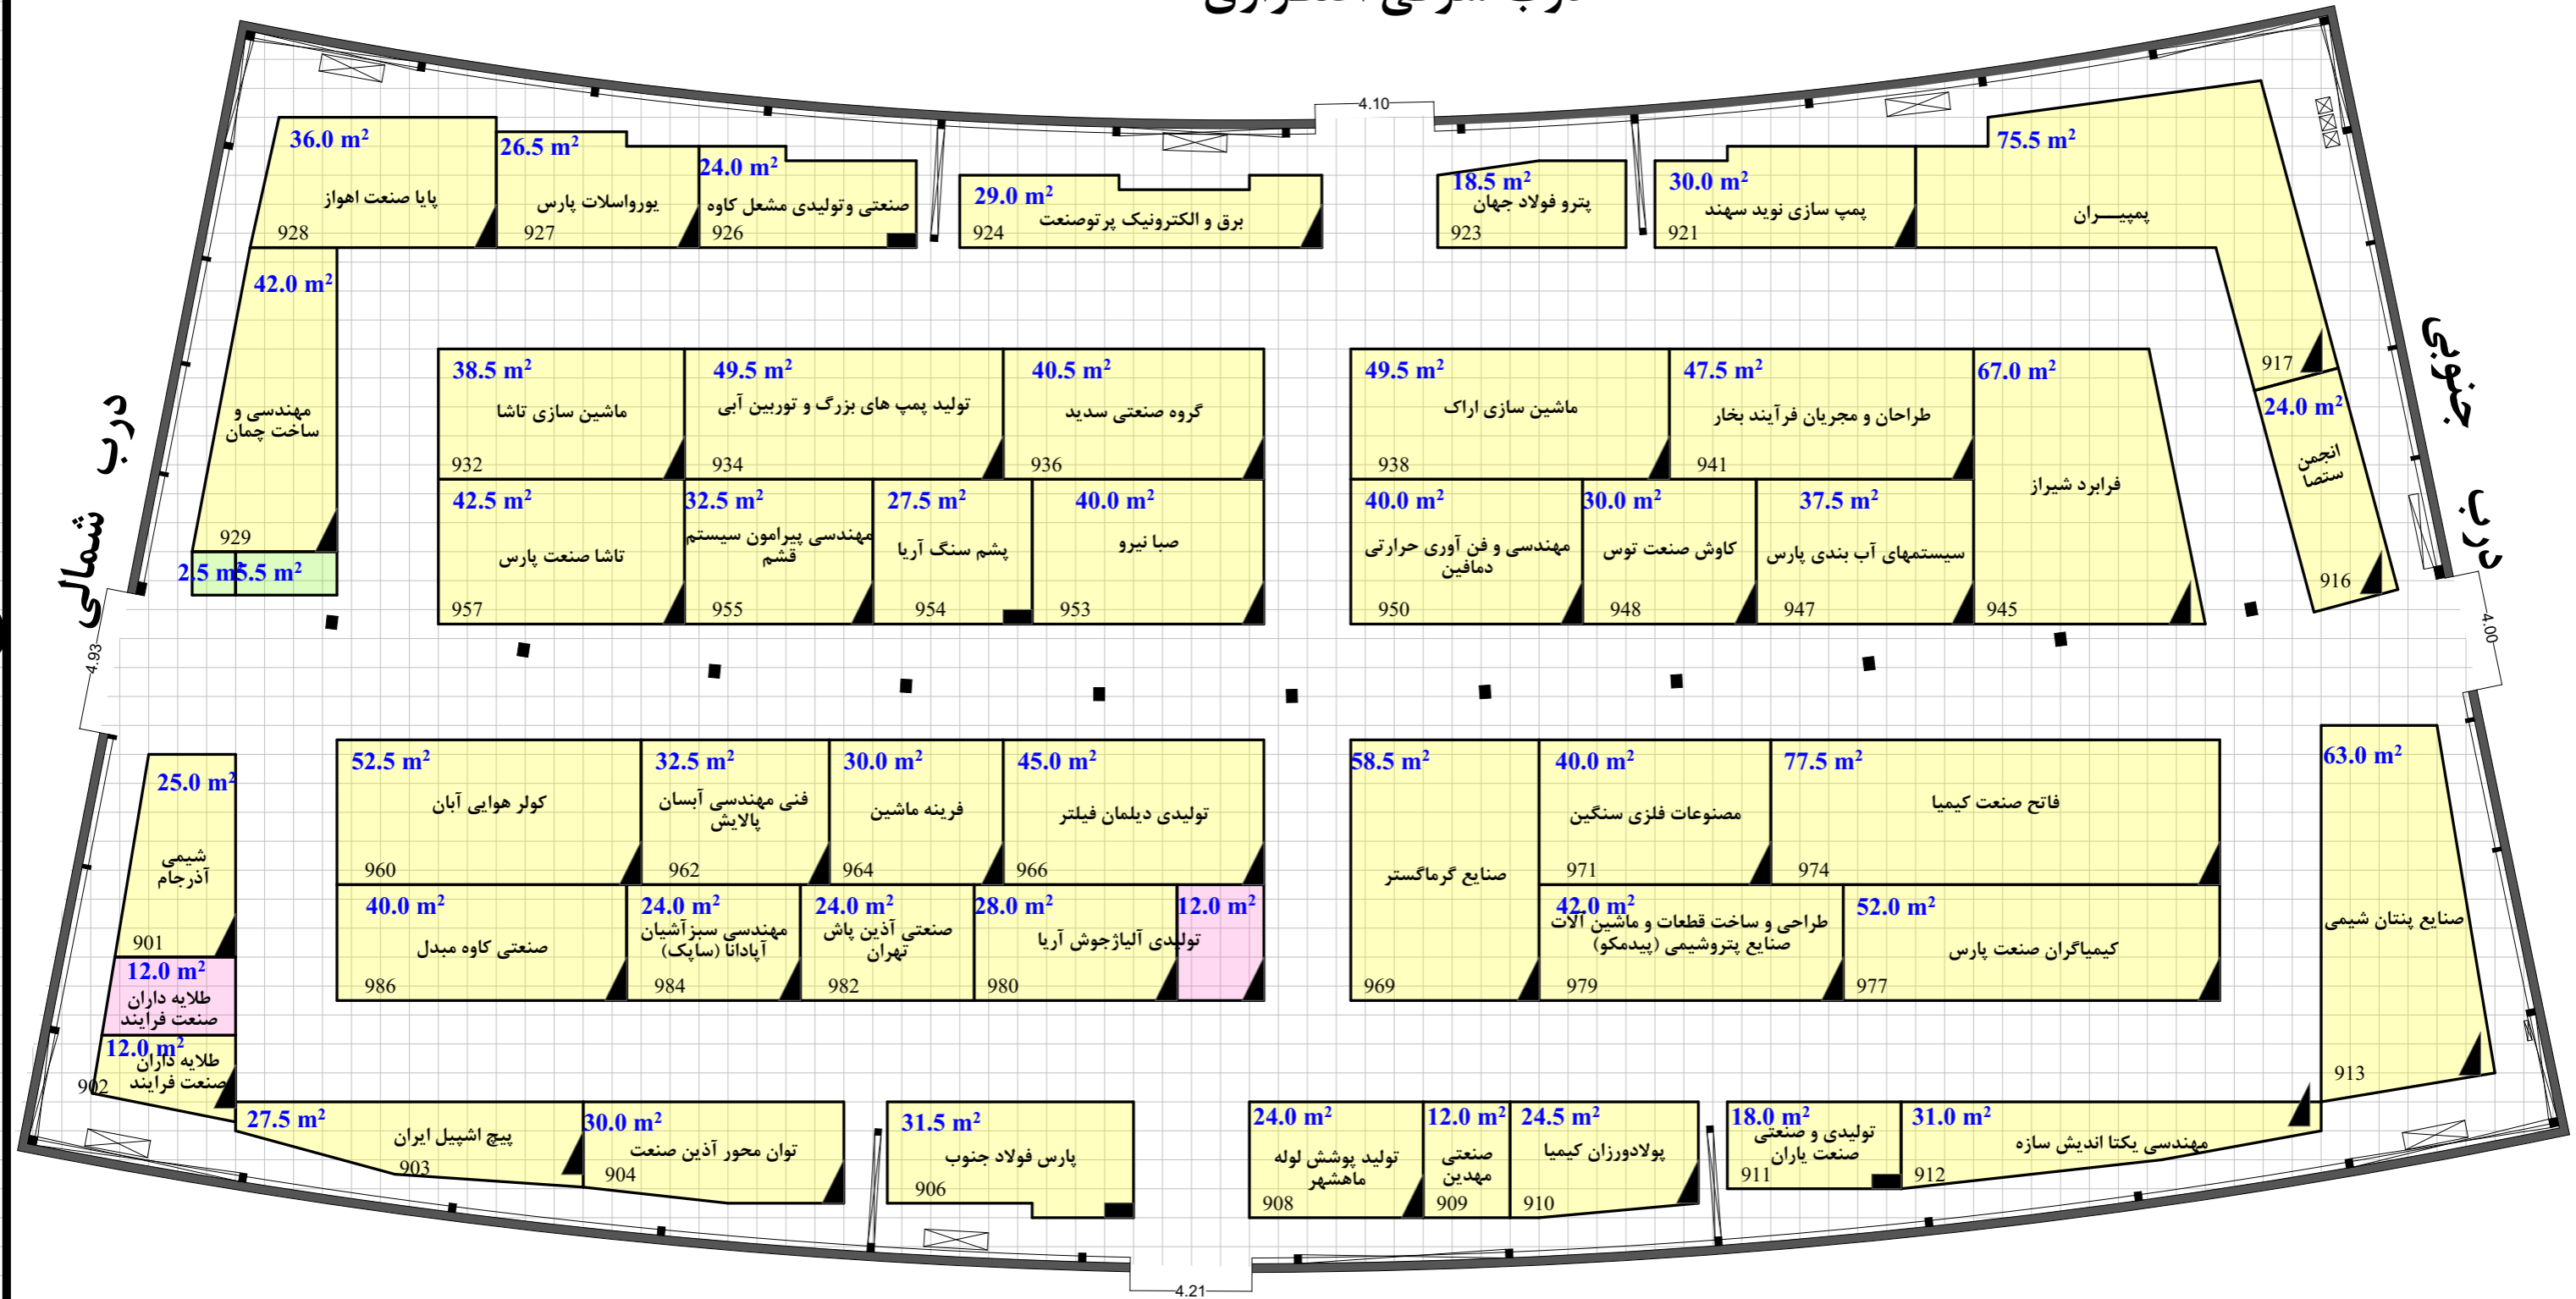 درب شرقی اضطراری
4.10
36.0 m²
پایا صنعت اهواز
928
26.5 m²
یورواسلات پارس
927
24.0 m²
صنعتی وتولیدی مشعل کاوه
926
29.0 m²
برق و الکترونیک پرتوصنعت
924
18.5 m²
پترو فولاد جهان
923
30.0 m²
پمپ سازی نوید سهند
921
75.5 m²
پمپیـــران
917
42.0 m²
مهندسی و
ساخت چمان
929
2.5 m²
5.5 m²
درب شمالی
4.93
38.5 m²
ماشین سازی تاشا
932
49.5 m²
تولید پمپ های بزرگ و توربین آبی
934
40.5 m²
گروه صنعتی سدید
936
49.5 m²
ماشین سازی اراک
938
47.5 m²
طراحان و مجریان فرآیند بخار
941
67.0 m²
فرابرد شیراز
945
24.0 m²
انجمن
ستصا
916
درب جنوبی
4.00
42.5 m²
تاشا صنعت پارس
957
32.5 m²
مهندسی پیرامون سیستم
قشم
955
27.5 m²
پشم سنگ آریا
954
40.0 m²
صبا نیرو
953
40.0 m²
مهندسی و فن آوری حرارتی
دمافین
950
30.0 m²
کاوش صنعت توس
948
37.5 m²
سیستمهای آب بندی پارس
947
25.0 m²
شیمی
آذرجام
901
52.5 m²
کولر هوایی آبان
960
32.5 m²
فنی مهندسی آبسان
پالایش
962
30.0 m²
فرینه ماشین
964
45.0 m²
تولیدی دیلمان فیلتر
966
58.5 m²
صنایع گرماگستر
969
40.0 m²
مصنوعات فلزی سنگین
971
77.5 m²
فاتح صنعت کیمیا
974
63.0 m²
صنایع پنتان شیمی
913
40.0 m²
صنعتی کاوه مبدل
986
24.0 m²
مهندسی سبزآشیان
آپادانا (ساپک)
984
24.0 m²
صنعتی آذین پاش
تهران
982
28.0 m²
تولیدی آلیاژجوش آریا
980
12.0 m²
42.0 m²
طراحی و ساخت قطعات و ماشین آلات
صنایع پتروشیمی (پیدمکو)
979
52.0 m²
کیمیاگران صنعت پارس
977
12.0 m²
طلایه داران
صنعت فرایند
12.0 m²
طلایه داران
صنعت فرایند
902
27.5 m²
پیچ اشپیل ایران
903
30.0 m²
توان محور آذین صنعت
904
31.5 m²
پارس فولاد جنوب
906
24.0 m²
تولید پوشش لوله
ماهشهر
908
12.0 m²
صنعتی
مهدین
909
24.5 m²
پولادورزان کیمیا
910
18.0 m²
تولیدی و صنعتی
صنعت یاران
911
31.0 m²
مهندسی یکتا اندیش سازه
912
4.21